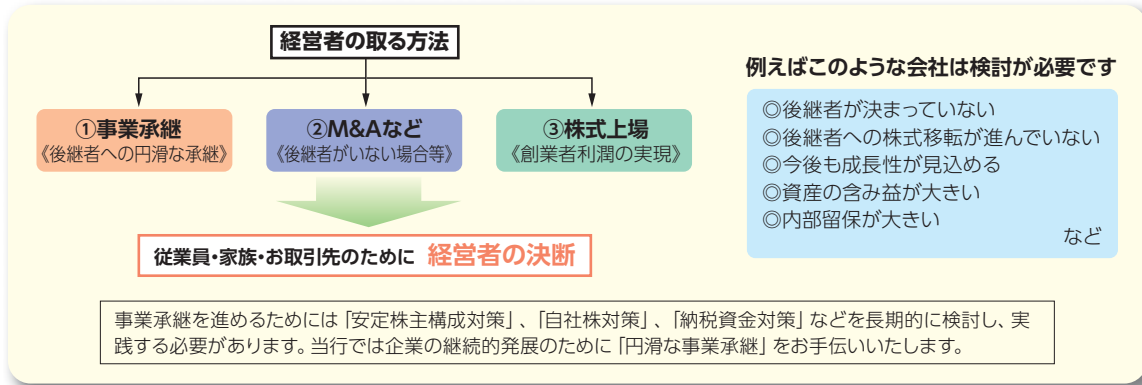 経営者の取る方法
①事業承継
《後継者への円滑な承継》
②M&Aなど
《後継者がいない場合等》
③株式上場
《創業者利潤の実現》
従業員・家族・お取引先のために 経営者の決断
例えばこのような会社は検討が必要です
◎後継者が決まっていない
◎後継者への株式移転が進んでいない
◎今後も成長性が見込める
◎資産の含み益が大きい
◎内部留保が大きい
など
事業承継を進めるためには「安定株主構成対策」、「自社株対策」、「納税資金対策」などを長期的に検討し、実
践する必要があります。当行では企業の継続的発展のために「円滑な事業承継」をお手伝いいたします。